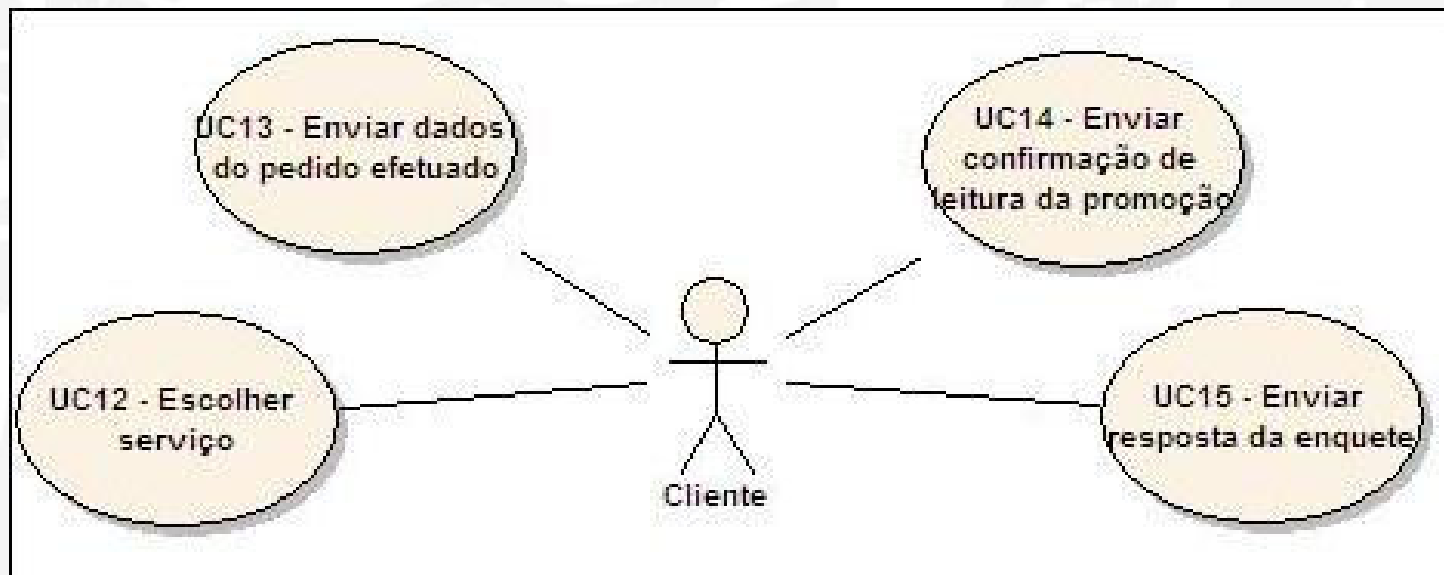 UC13 - Enviar dados
do pedido efetuado
UC14 - Enviar
confirmação de
leitura da promoção
UC12 - Escolher
serviço
UC15 - Enviar
resposta da enquete
Cliente